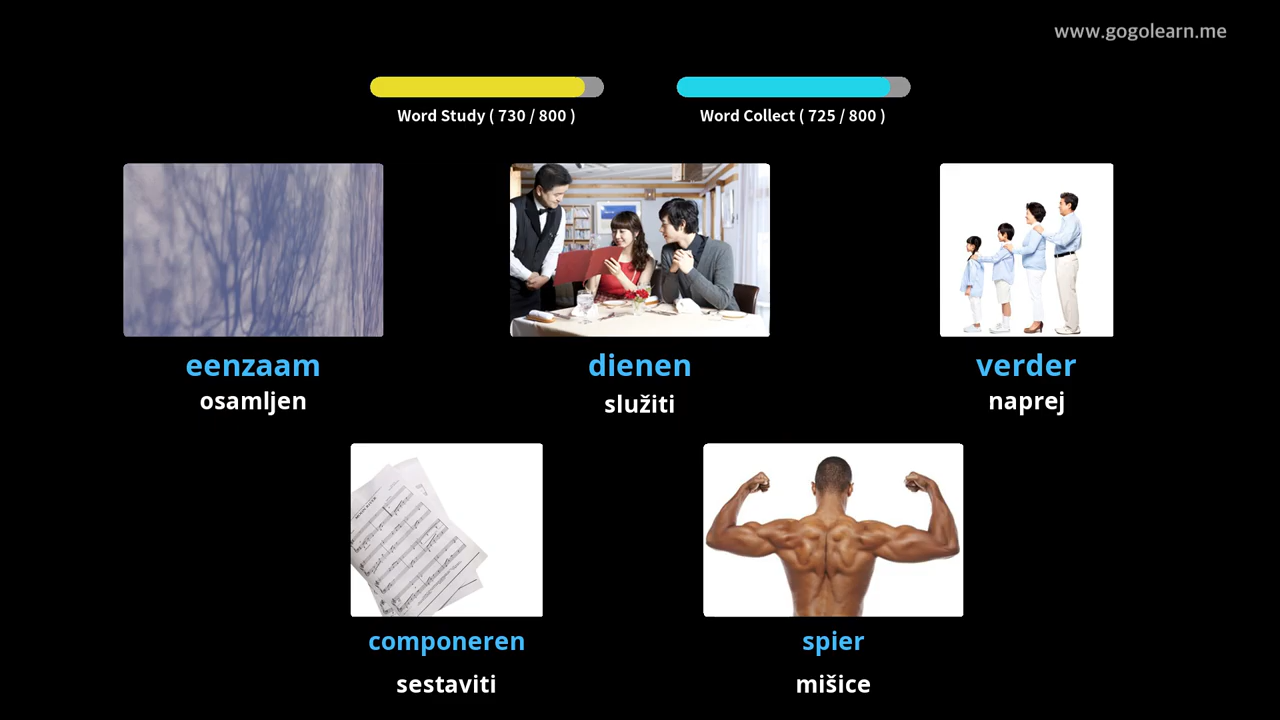 www.gogolearn.me
Word Study ( 730 / 800 )
Word Collect ( 725 / 800 )
eenzaam
osamljen
dienen
služiti
verder
naprej
componeren
sestaviti
spier
mišice